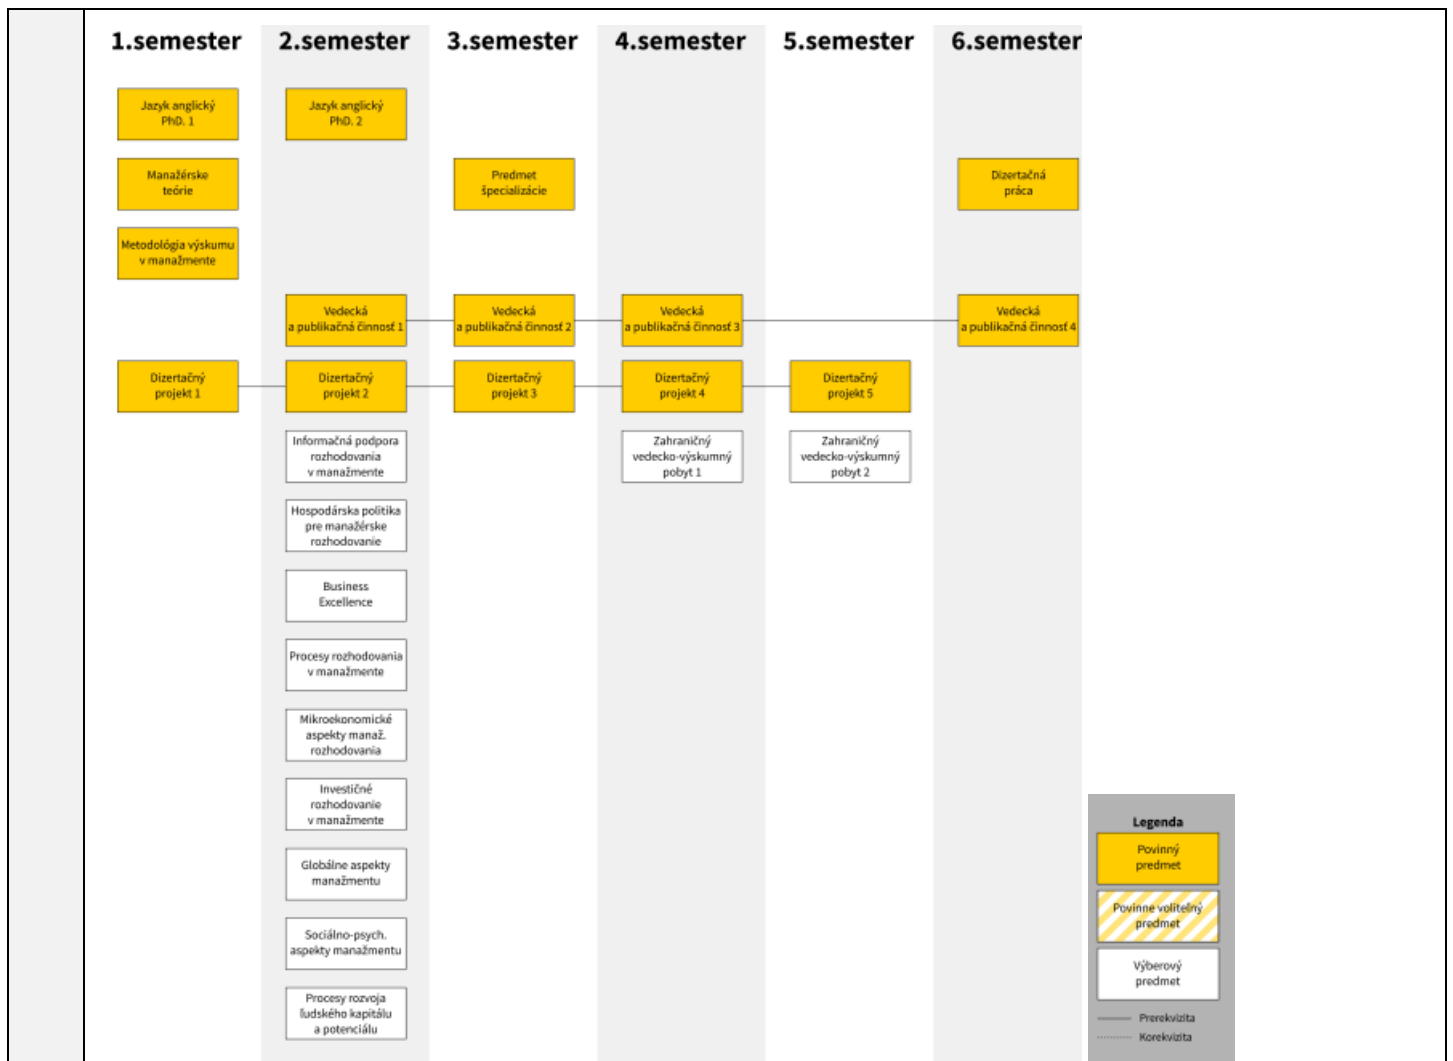 1.semester 2.semester 3.semester 4.semester 5.semester 6.semester
Jazyk anglický
PhD. 1
Jazyk anglický
PhD. 2
Manažérske
teórie
Predmet
špecializácie
Dizertačná
práca
Metodológia výskumu
v manažmente
Vedecká
a publikačná činnosť 1
Vedecká
a publikačná činnosť 2
Vedecká
a publikačná činnosť 3
Vedecká
a publikačná činnosť 4
Dizertačný
projekt 1
Dizertačný
projekt 2
Dizertačný
projekt 3
Dizertačný
projekt 4
Dizertačný
projekt 5
Informačná podpora
rozhodovania
v manažmente
Zahraničný
vedecko-výskumný
pobyt 1
Zahraničný
vedecko-výskumný
pobyt 2
Hospodárska politika
pre manažérske
rozhodovanie
Business
Excellence
Procesy rozhodovania
v manažmente
Mikroekonomické
aspekty manaž.
rozhodovania
Investičné
rozhodovanie
v manažmente
Globálne aspekty
manažmentu
Sociálno-psych.
aspekty manažmentu
Procesy rozvoja
ľudského kapitálu
a potenciálu
Legenda
Povinný
predmet
Povinne voliteľný
predmet
Výberový
predmet
Prerekvizita
Korekvizita